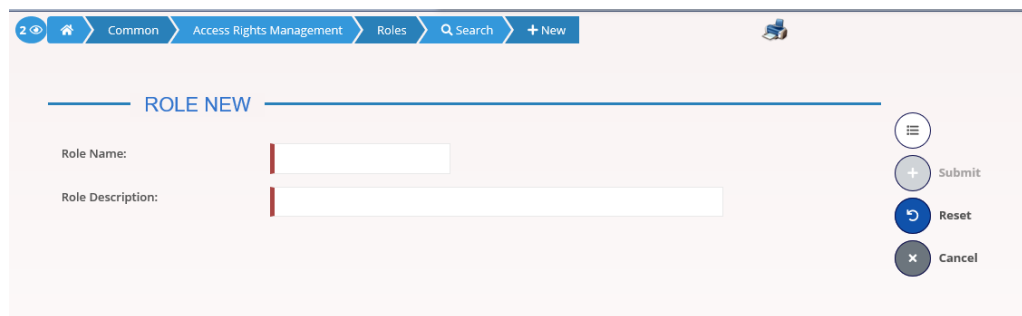 2 Common Access Rights Management Roles Search + New
ROLE NEW
Role Name:
Role Description:
Submit
Reset
Cancel